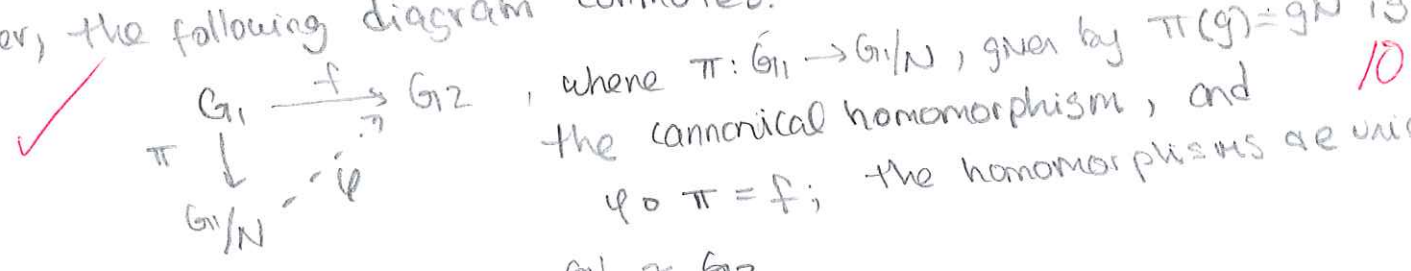 er, the following diagram
G₁ f G₂ , where π: G₁ → G₁/N, given by π(g)=gN is
10
π the cannonical homomorphism, and
φ
G₁/N φ ∘ π = f; the homomorphisms are